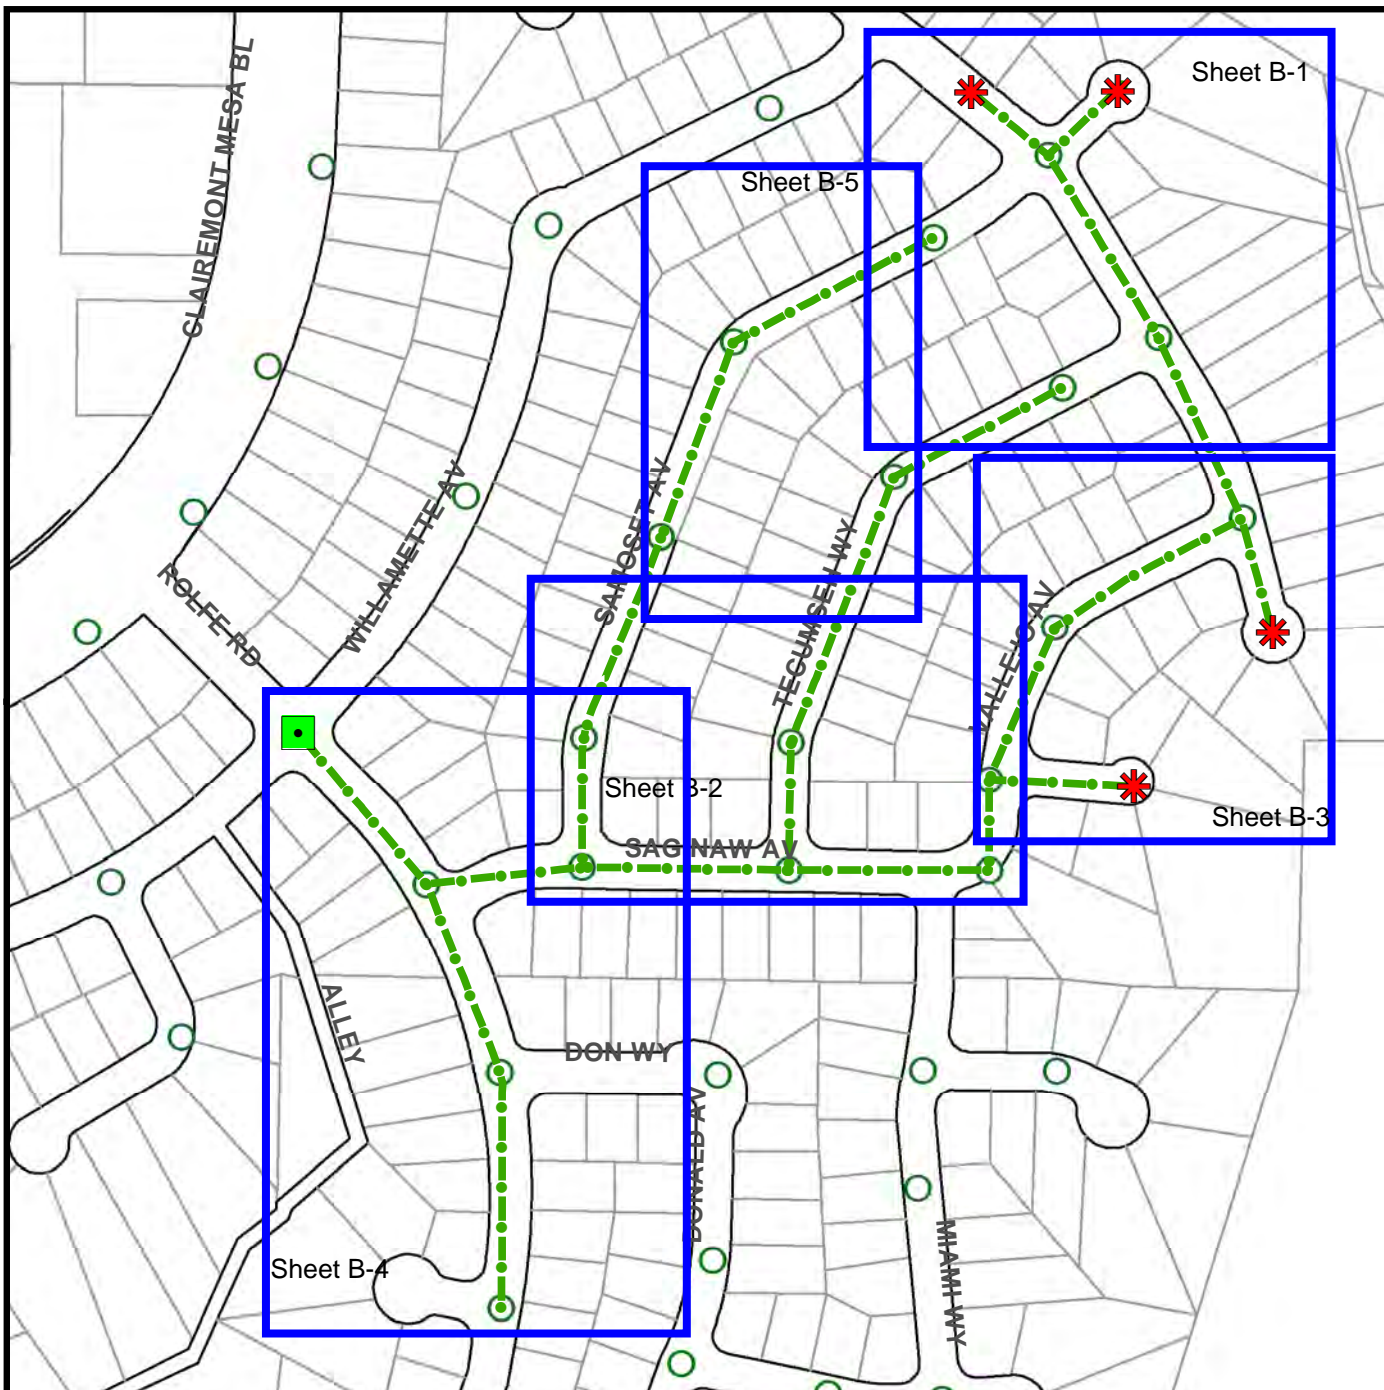 Sheet B-1
CLAIREMONT MESA BL
Sheet B-5
WILLAMETTE AV
SAMOSET AV
TECUMSEH WY
ROLFE RD
VALLEJO AV
Sheet B-2
Sheet B-3
SAGINAW AV
ALLEY
DON WY
DONALD AV
MIAMI WY
Sheet B-4